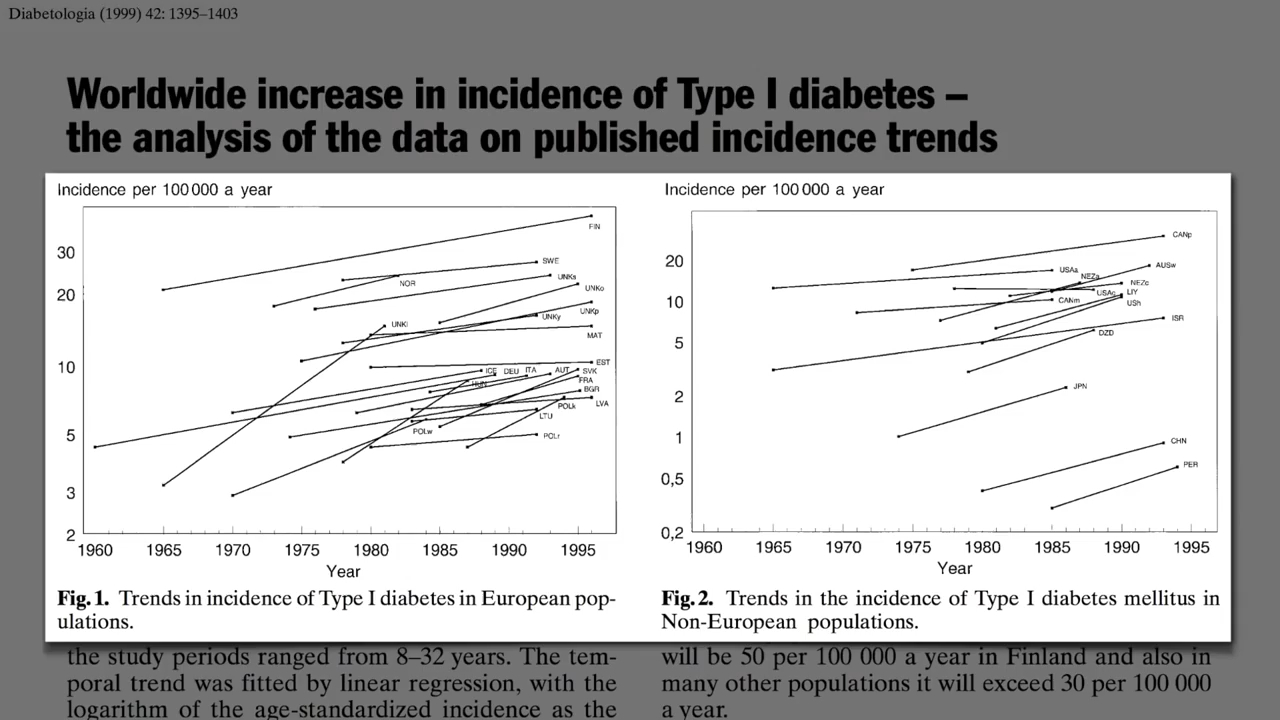 Diabetologia (1999) 42: 1395–1403
Worldwide increase in incidence of Type I diabetes –
the analysis of the data on published incidence trends
Incidence per 100 000 a year
30
20
10
5
3
2
FIN
SWE
NOR
UNKs
UNKo
UNKp
UNKy
UNKl
MAT
EST
ICE
DEU
ITA
AUT
SVK
HUN
FRA
BGR
LVA
POLk
LTU
POLw
POLr
1960 1965 1970 1975 1980 1985 1990 1995
Year
Fig. 1. Trends in incidence of Type I diabetes in European pop-
ulations.
Incidence per 100 000 a year
20
10
5
2
1
0,5
0,2
CANp
AUSw
USAa
NEZa
NEZc
USAc
LIY
CANm
USh
ISR
DZD
JPN
CHN
PER
1960 1965 1970 1975 1980 1985 1990 1995
Year
Fig. 2. Trends in the incidence of Type I diabetes mellitus in
Non-European populations.
the study periods ranged from 8–32 years. The tem-
poral trend was fitted by linear regression, with the
logarithm of the age-standardized incidence as the
will be 50 per 100 000 a year in Finland and also in
many other populations it will exceed 30 per 100 000
a year.